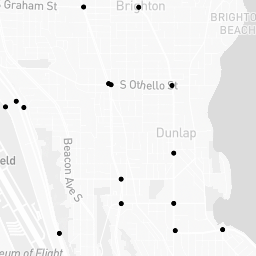 S Graham St
Brighton
BRIGHTON
BEACH
S Othello St
Dunlap
Beacon Ave S
eld
eum of Flight